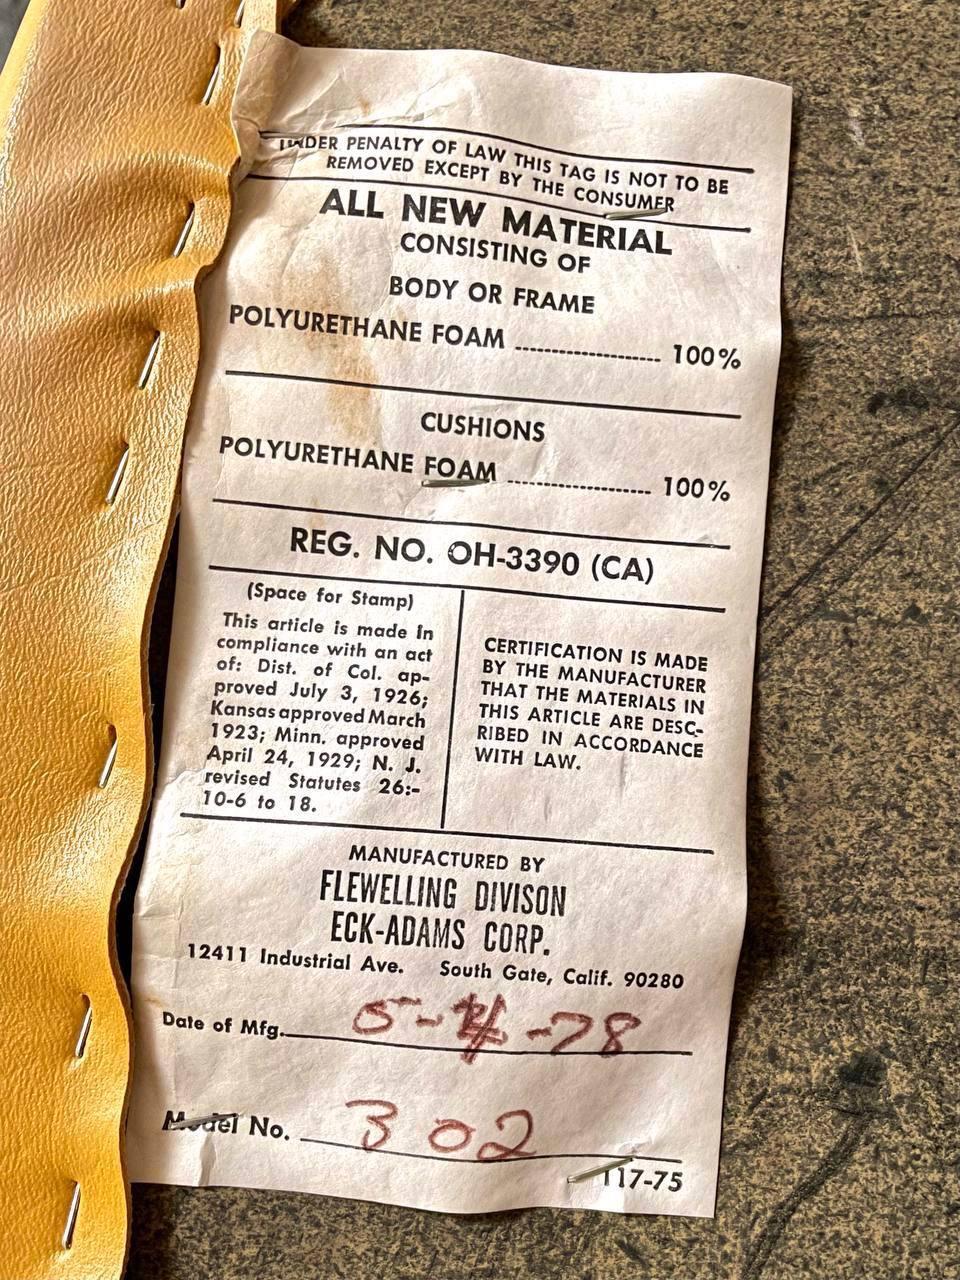 UNDER PENALTY OF LAW THIS TAG IS NOT TO BE
REMOVED EXCEPT BY THE CONSUMER
ALL NEW MATERIAL
CONSISTING OF
BODY OR FRAME
POLYURETHANE FOAM -------------------- 100%
CUSHIONS
POLYURETHANE FOAM -------------------- 100%
REG. NO. OH-3390 (CA)
(Space for Stamp)
This article is made in
compliance with an act
of: Dist. of Col. ap-
proved July 3, 1926;
Kansas approved March
1923; Minn. approved
April 24, 1929; N. J.
revised Statutes 26:-
10-6 to 18.
CERTIFICATION IS MADE
BY THE MANUFACTURER
THAT THE MATERIALS IN
THIS ARTICLE ARE DESC-
RIBED IN ACCORDANCE
WITH LAW.
MANUFACTURED BY
FLEWELLING DIVISON
ECK-ADAMS CORP.
12411 Industrial Ave. South Gate, Calif. 90280
Date of Mfg. 5-4-78
Model No. 302
117-75